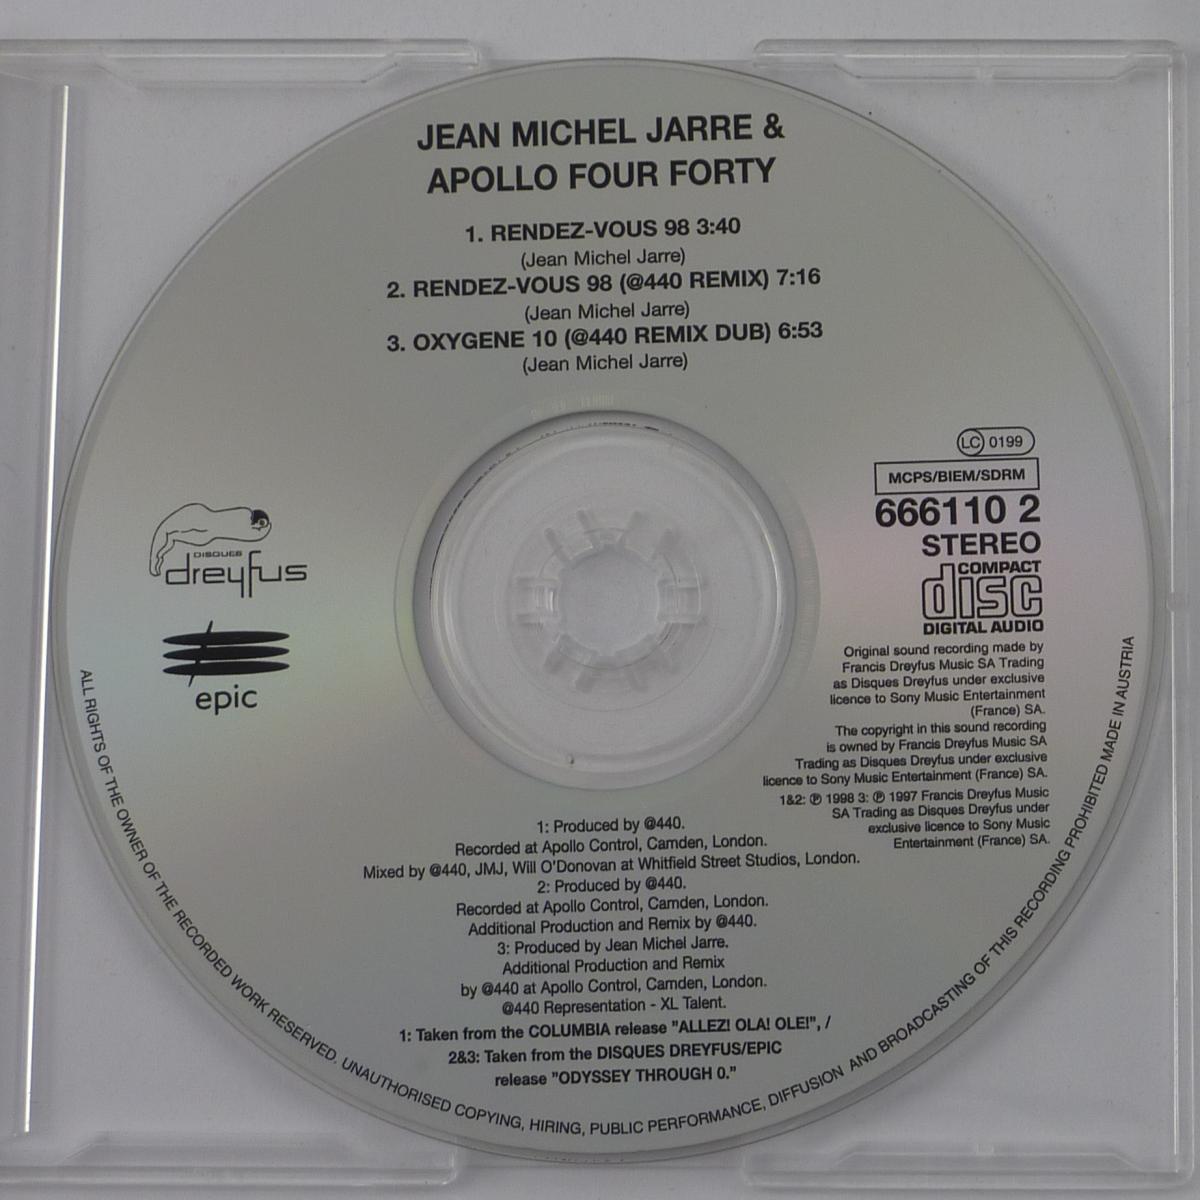 JEAN MICHEL JARRE &
APOLLO FOUR FORTY
1. RENDEZ-VOUS 98 3:40
(Jean Michel Jarre)
2. RENDEZ-VOUS 98 (@440 REMIX) 7:16
(Jean Michel Jarre)
3. OXYGENE 10 (@440 REMIX DUB) 6:53
(Jean Michel Jarre)
DISQUES
dreyfus
epic
LC 0199
MCPS/BIEM/SDRM
666110 2
STEREO
COMPACT
disc
DIGITAL AUDIO
Original sound recording made by
Francis Dreyfus Music SA Trading
as Disques Dreyfus under exclusive
licence to Sony Music Entertainment
(France) SA.
The copyright in this sound recording
is owned by Francis Dreyfus Music SA
Trading as Disques Dreyfus under exclusive
licence to Sony Music Entertainment (France) SA.
1&2: ℗ 1998 3: ℗ 1997 Francis Dreyfus Music
SA Trading as Disques Dreyfus under
exclusive licence to Sony Music
Entertainment (France) SA.
1: Produced by @440.
Recorded at Apollo Control, Camden, London.
Mixed by @440, JMJ, Will O'Donovan at Whitfield Street Studios, London.
2: Produced by @440.
Recorded at Apollo Control, Camden, London.
Additional Production and Remix by @440.
3: Produced by Jean Michel Jarre.
Additional Production and Remix
by @440 at Apollo Control, Camden, London.
@440 Representation - XL Talent.
1: Taken from the COLUMBIA release "ALLEZ! OLA! OLE!", /
2&3: Taken from the DISQUES DREYFUS/EPIC
release "ODYSSEY THROUGH 0."
ALL RIGHTS OF THE OWNER OF THE RECORDED WORK RESERVED. UNAUTHORISED COPYING, HIRING, PUBLIC PERFORMANCE, DIFFUSION AND BROADCASTING OF THIS RECORDING PROHIBITED MADE IN AUSTRIA